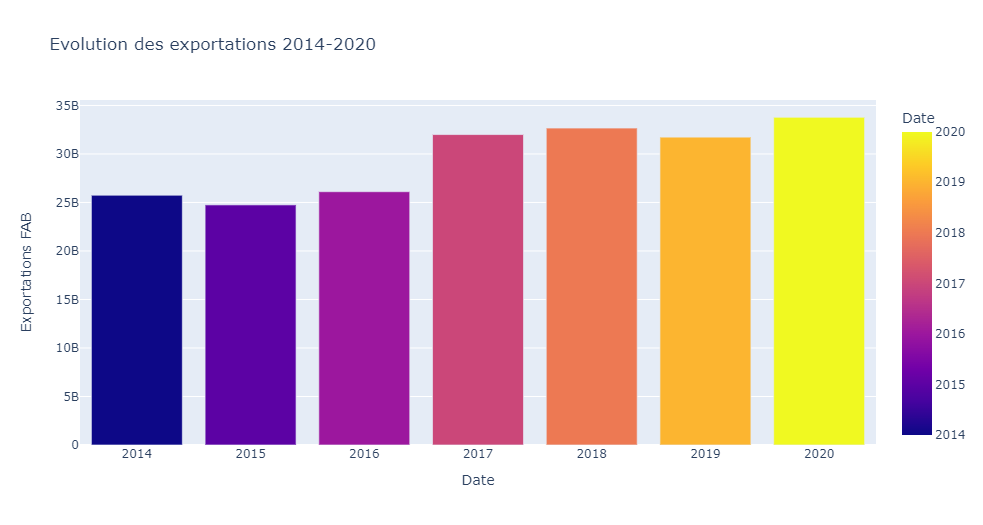 Evolution des exportations 2014-2020
Exportations FAB
35B
30B
25B
20B
15B
10B
5B
0
2014 2015 2016 2017 2018 2019 2020
Date
Date
2020
2019
2018
2017
2016
2015
2014